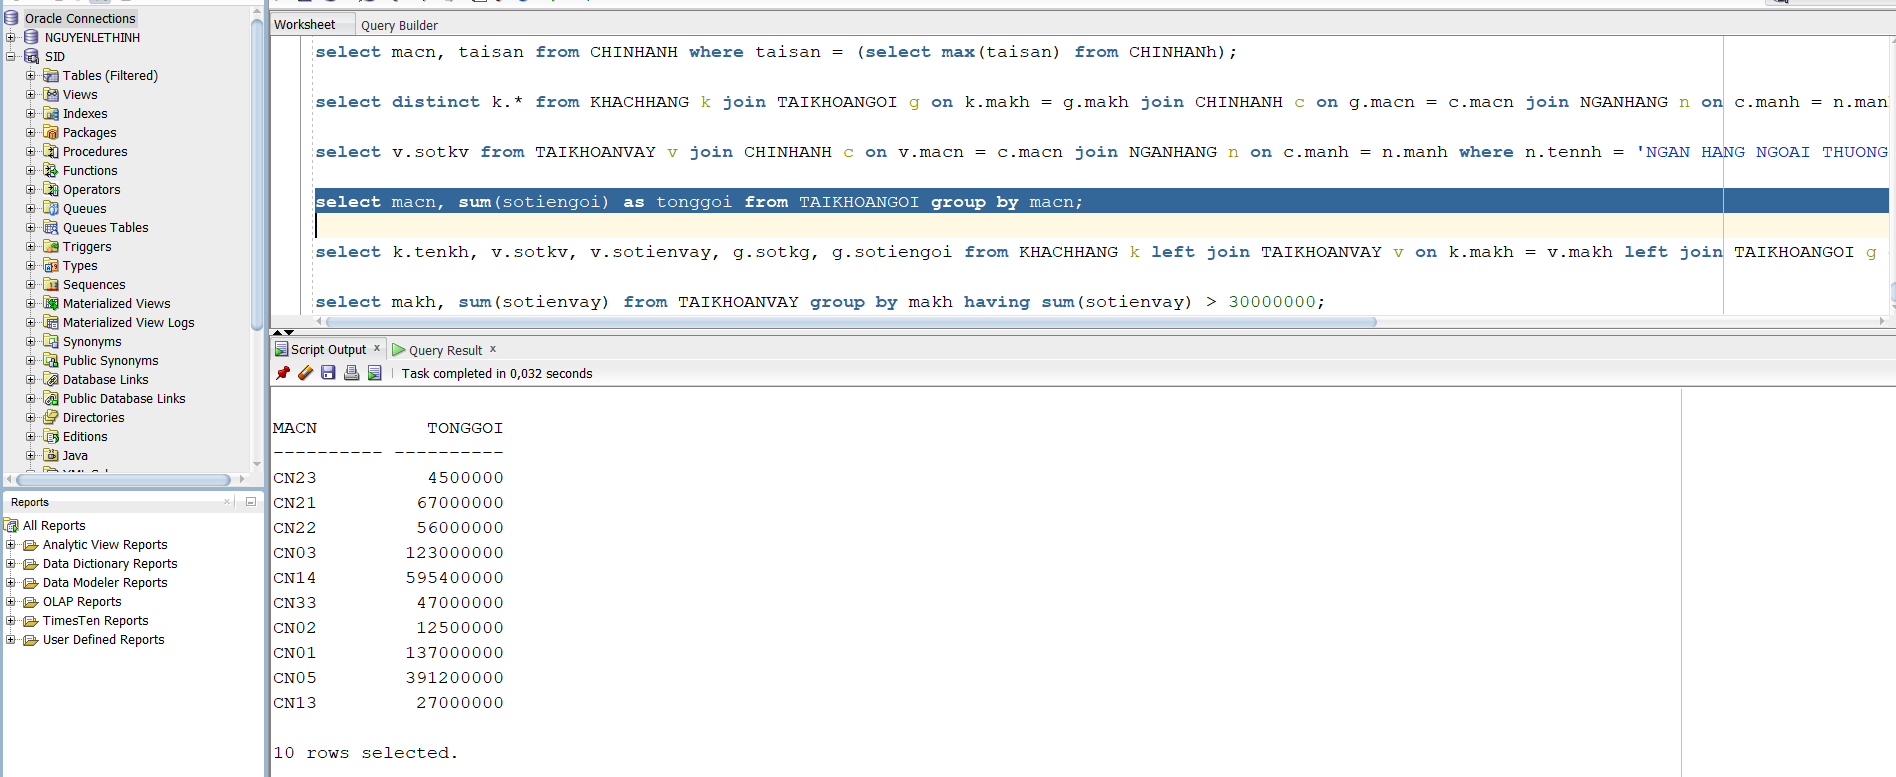 Oracle Connections
NGUYENLETHINH
SID
Tables (Filtered)
Views
Indexes
Packages
Procedures
Functions
Operators
Queues
Queues Tables
Triggers
Types
Sequences
Materialized Views
Materialized View Logs
Synonyms
Public Synonyms
Database Links
Public Database Links
Directories
Editions
Java
Reports
All Reports
Analytic View Reports
Data Dictionary Reports
Data Modeler Reports
OLAP Reports
TimesTen Reports
User Defined Reports
Worksheet Query Builder
select macn, taisan from CHINHANH where taisan = (select max(taisan) from CHINHANh);
select distinct k.* from KHACHHANG k join TAIKHOANGOI g on k.makh = g.makh join CHINHANH c on g.macn = c.macn join NGANHANG n on c.manh = n.man
select v.sotkv from TAIKHOANVAY v join CHINHANH c on v.macn = c.macn join NGANHANG n on c.manh = n.manh where n.tennh = 'NGAN HANG NGOAI THUONG
select macn, sum(sotiengoi) as tonggoi from TAIKHOANGOI group by macn;
select k.tenkh, v.sotkv, v.sotienvay, g.sotkg, g.sotiengoi from KHACHHANG k left join TAIKHOANVAY v on k.makh = v.makh left join TAIKHOANGOI g
select makh, sum(sotienvay) from TAIKHOANVAY group by makh having sum(sotienvay) > 30000000;
Script Output x Query Result x
Task completed in 0,032 seconds
MACN TONGGOI
---------- ----------
CN23 4500000
CN21 67000000
CN22 56000000
CN03 123000000
CN14 595400000
CN33 47000000
CN02 12500000
CN01 137000000
CN05 391200000
CN13 27000000
10 rows selected.